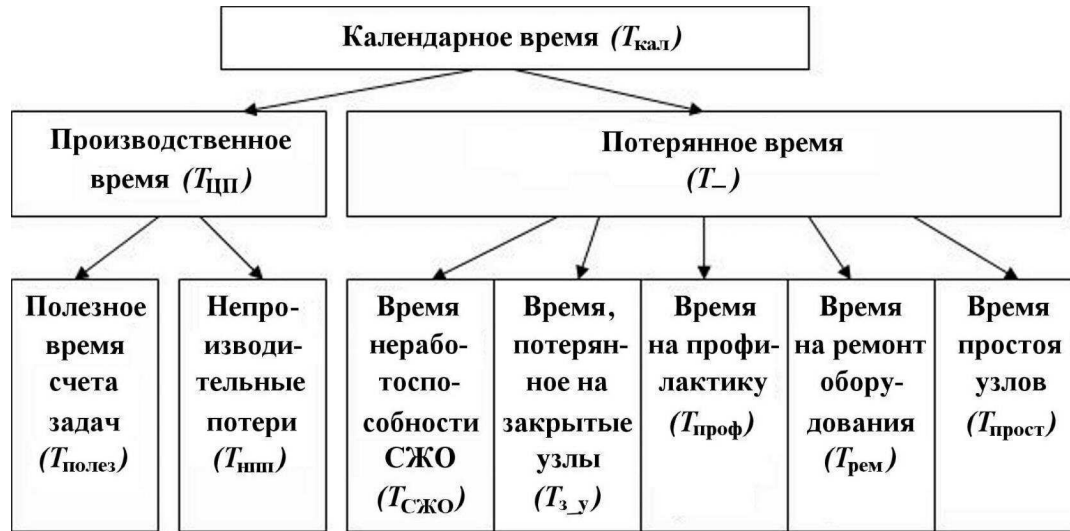 Календарное время (Tкал)
Производственное
время (TЦП)
Потерянное время
(T_)
Полезное
время
счета
задач
(Tполез)
Непро-
изводи-
тельные
потери
(Tнпп)
Время
нерабо-
тоспо-
собности
СЖО
(TСЖО)
Время,
потерян-
ное на
закрытые
узлы
(Tз_у)
Время
на профи-
лактику
(Tпроф)
Время
на ремонт
обору-
дования
(Tрем)
Время
простоя
узлов
(Tпрост)